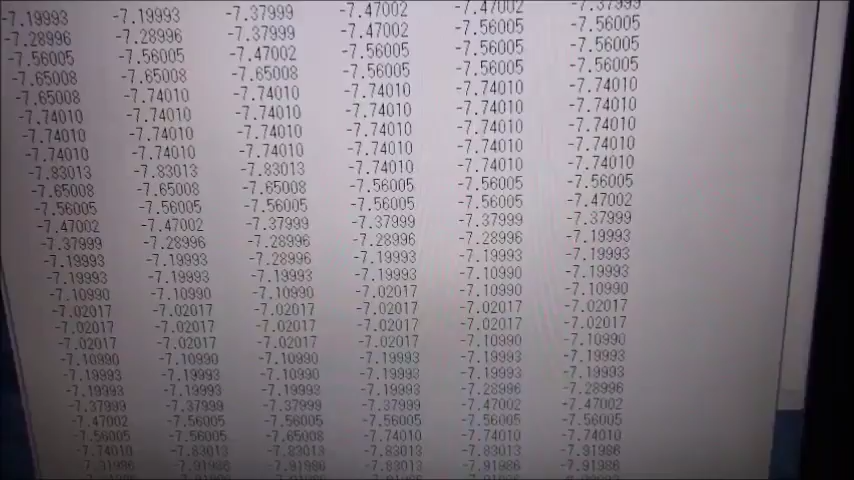 -7.19993 -7.19993 -7.37999 -7.47002 -7.47002 -7.37999
-7.28996 -7.28996 -7.37999 -7.47002 -7.56005 -7.56005
-7.56005 -7.56005 -7.47002 -7.56005 -7.56005 -7.56005
-7.65008 -7.65008 -7.65008 -7.56005 -7.56005 -7.56005
-7.65008 -7.74010 -7.74010 -7.74010 -7.74010 -7.74010
-7.74010 -7.74010 -7.74010 -7.74010 -7.74010 -7.74010
-7.74010 -7.74010 -7.74010 -7.74010 -7.74010 -7.74010
-7.74010 -7.74010 -7.74010 -7.74010 -7.74010 -7.74010
-7.83013 -7.83013 -7.83013 -7.74010 -7.74010 -7.74010
-7.65008 -7.65008 -7.65008 -7.56005 -7.56005 -7.56005
-7.56005 -7.56005 -7.56005 -7.56005 -7.56005 -7.47002
-7.47002 -7.47002 -7.37999 -7.37999 -7.37999 -7.37999
-7.37999 -7.28996 -7.28996 -7.28996 -7.28996 -7.19993
-7.19993 -7.19993 -7.28996 -7.19993 -7.19993 -7.19993
-7.19993 -7.19993 -7.19993 -7.19993 -7.10990 -7.19993
-7.10990 -7.10990 -7.10990 -7.02017 -7.10990 -7.10990
-7.02017 -7.02017 -7.02017 -7.02017 -7.02017 -7.02017
-7.02017 -7.02017 -7.02017 -7.02017 -7.02017 -7.02017
-7.02017 -7.02017 -7.02017 -7.02017 -7.10990 -7.10990
-7.10990 -7.10990 -7.10990 -7.19993 -7.19993 -7.19993
-7.19993 -7.19993 -7.10990 -7.19993 -7.19993 -7.19993
-7.19993 -7.19993 -7.19993 -7.19993 -7.28996 -7.28996
-7.37999 -7.37999 -7.37999 -7.37999 -7.47002 -7.47002
-7.47002 -7.56005 -7.56005 -7.56005 -7.56005 -7.56005
-7.56005 -7.56005 -7.65008 -7.74010 -7.74010 -7.74010
-7.74010 -7.83013 -7.83013 -7.83013 -7.83013 -7.91986
-7.91986 -7.91986 -7.91986 -7.83013 -7.91986 -7.91986